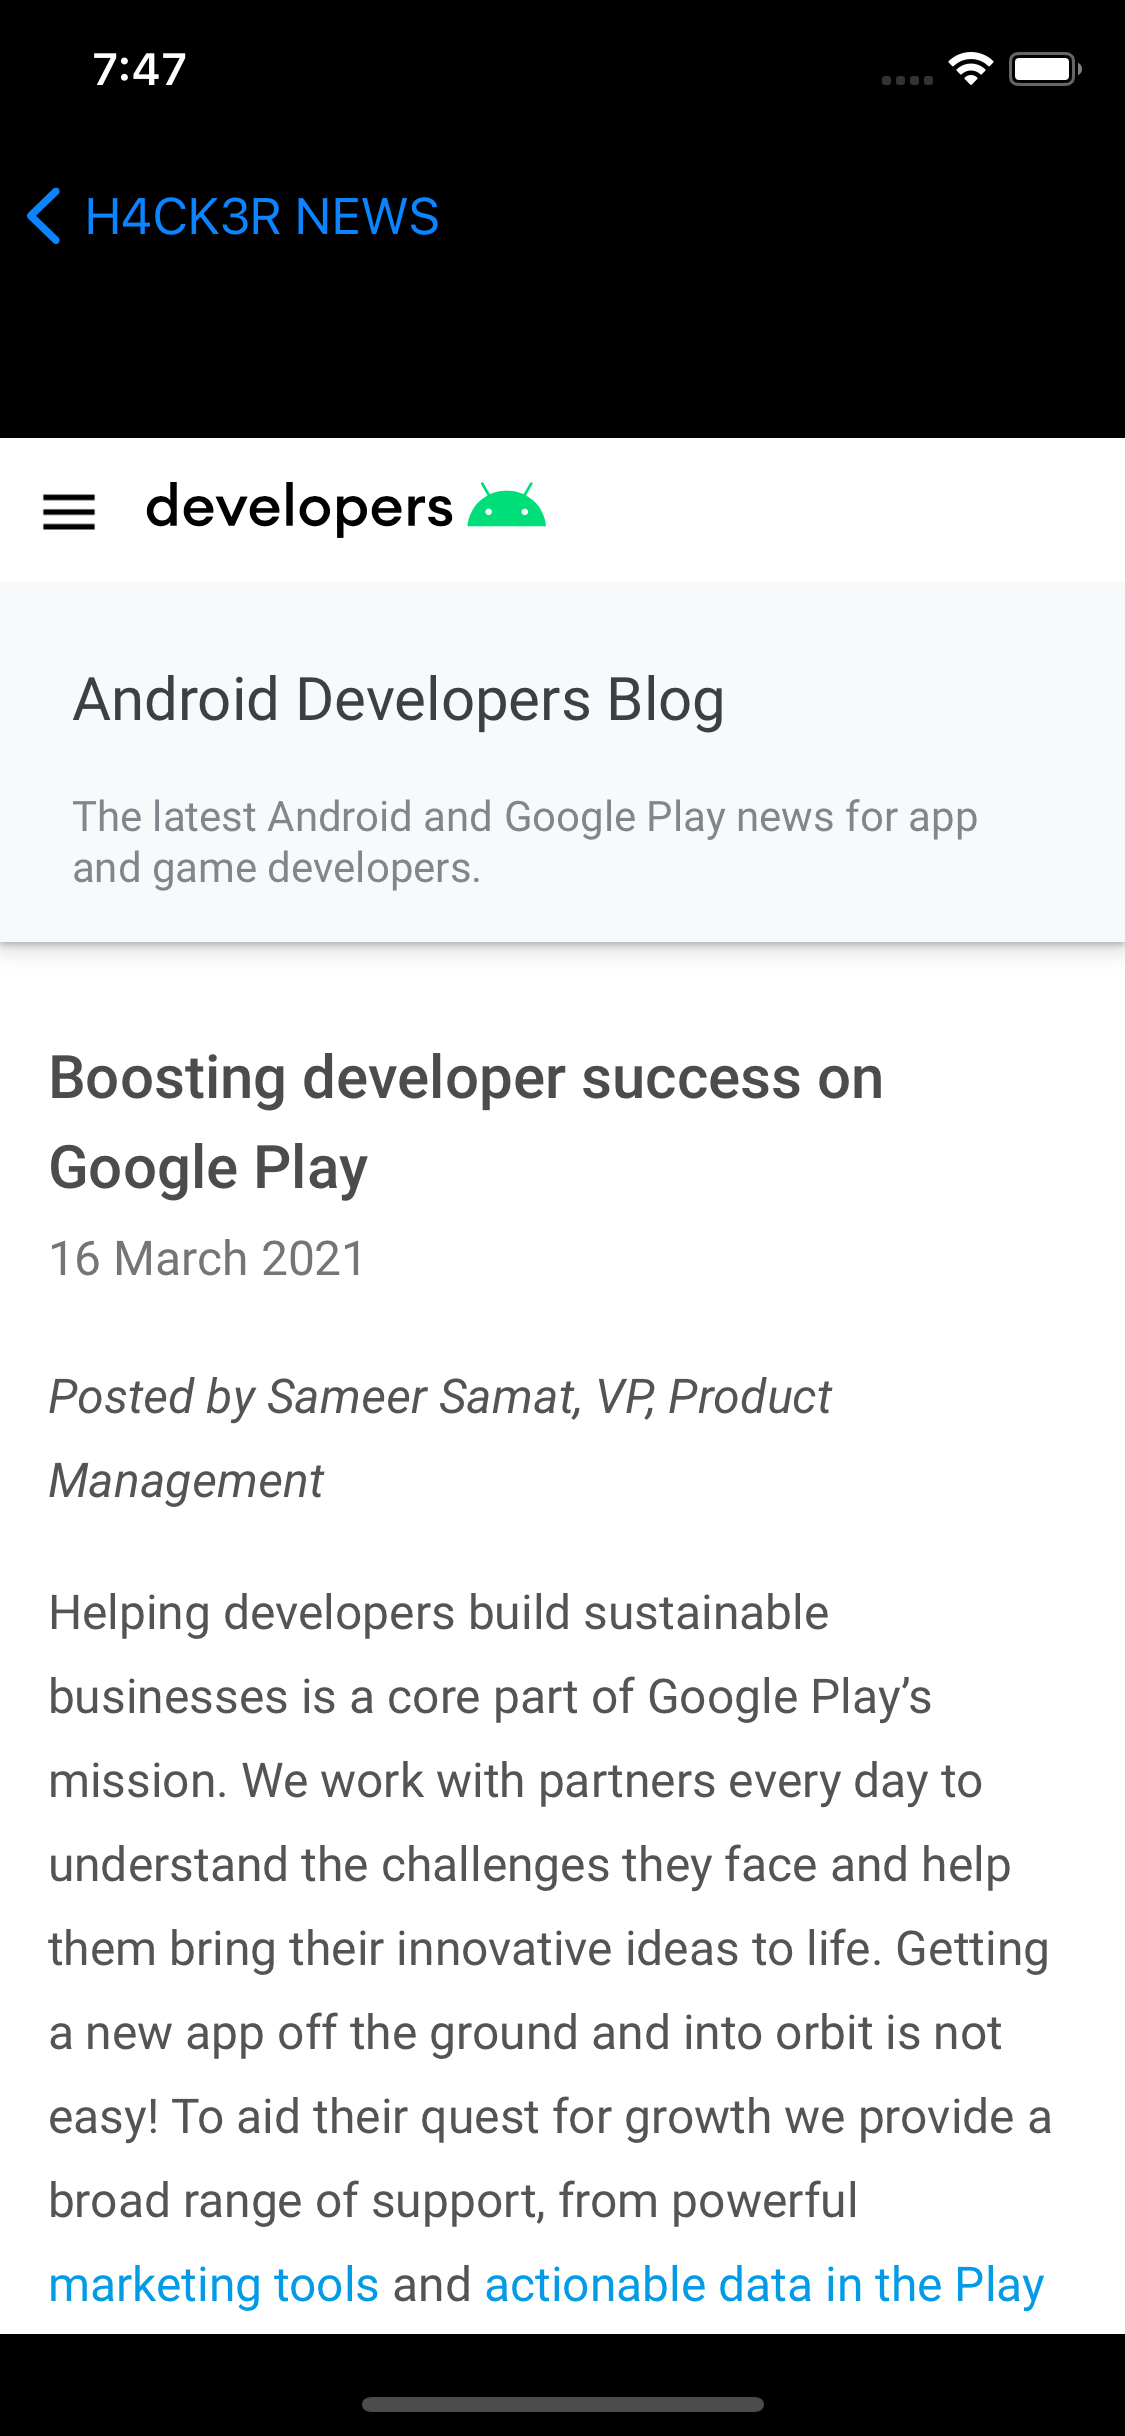 7:47
H4CK3R NEWS
developers
Android Developers Blog
The latest Android and Google Play news for app
and game developers.
Boosting developer success on
Google Play
16 March 2021
Posted by Sameer Samat, VP, Product
Management
Helping developers build sustainable
businesses is a core part of Google Play’s
mission. We work with partners every day to
understand the challenges they face and help
them bring their innovative ideas to life. Getting
a new app off the ground and into orbit is not
easy! To aid their quest for growth we provide a
broad range of support, from powerful
marketing tools and actionable data in the Play